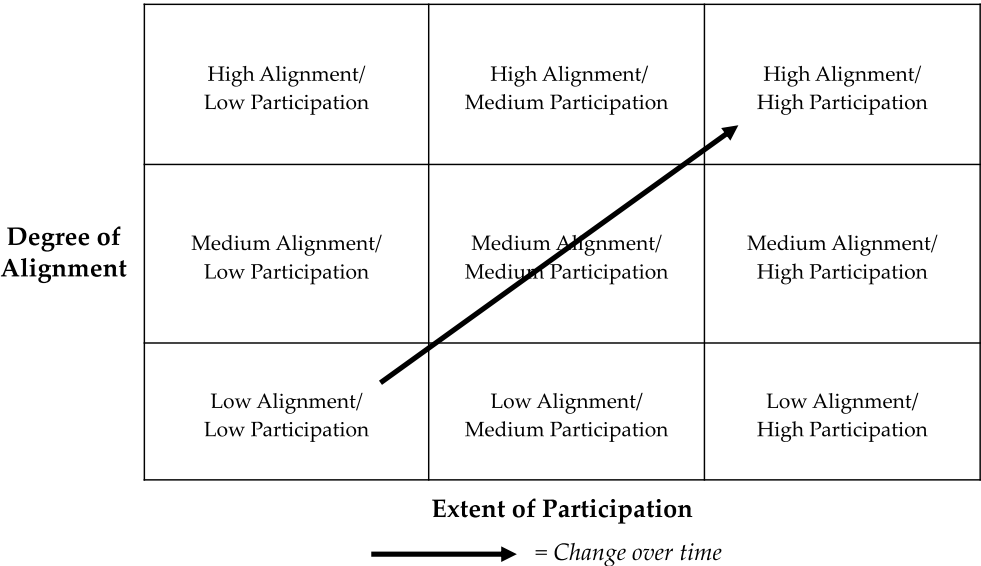 High Alignment/
Low Participation
High Alignment/
Medium Participation
High Alignment/
High Participation
Degree of
Alignment
Medium Alignment/
Low Participation
Medium Alignment/
Medium Participation
Medium Alignment/
High Participation
Low Alignment/
Low Participation
Low Alignment/
Medium Participation
Low Alignment/
High Participation
Extent of Participation
= Change over time